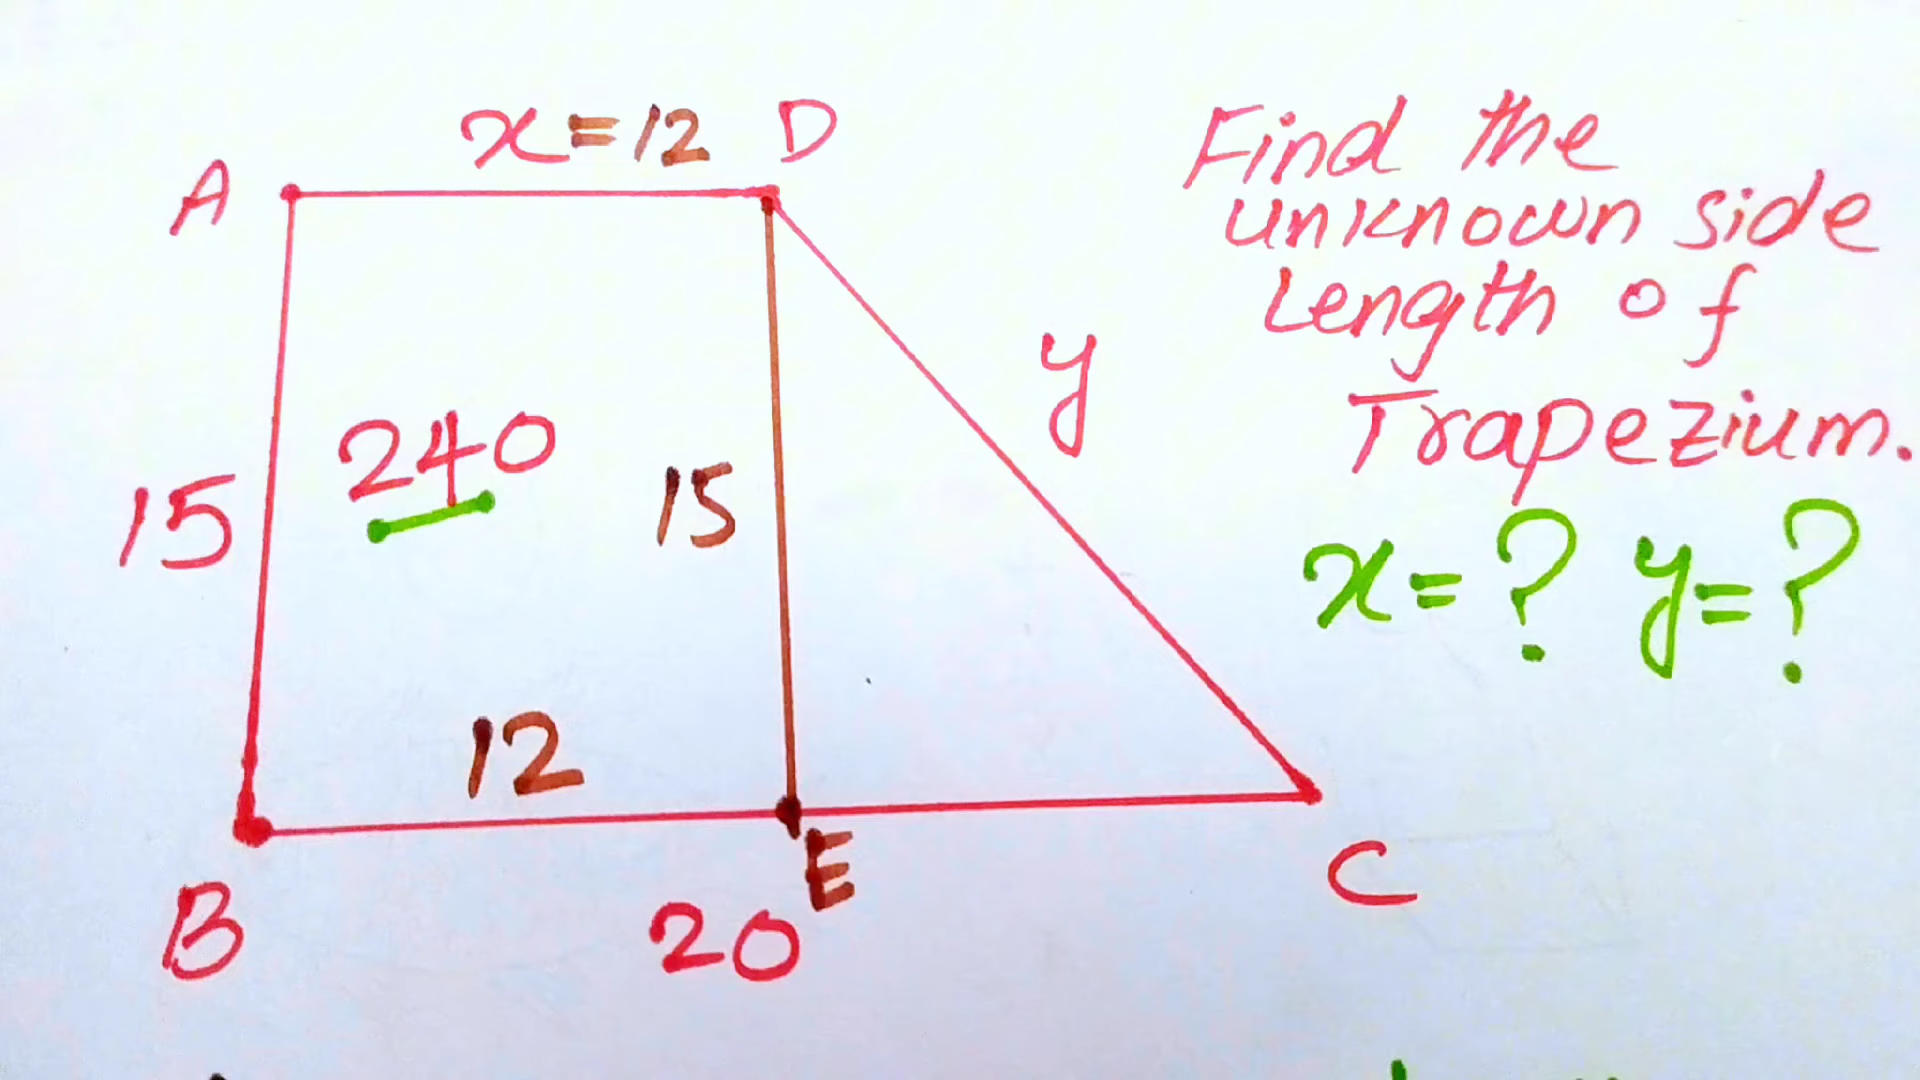 x=12 D
A
Find the
unknown side
Length of
Trapezium.
x=? y=?
y
240
15
15
12
E
B
20
C